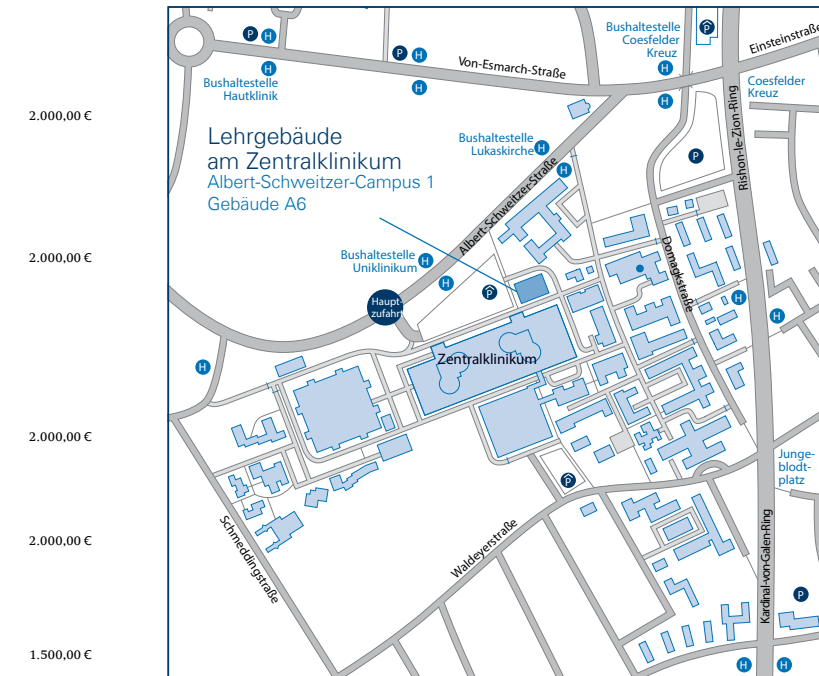 2.000,00 €
2.000,00 €
2.000,00 €
2.000,00 €
1.500,00 €
P
H
H
Bushaltestelle
Hautklinik
P
H
H
Von-Esmarch-Straße
Bushaltestelle
Coesfelder
Kreuz
H
H
P
Einsteinstraße
Coesfelder
Kreuz
Rishon-le-Zion-Ring
P
Lehrgebäude
am Zentralklinikum
Albert-Schweitzer-Campus 1
Gebäude A6
Bushaltestelle
Lukaskirche
H
H
Albert-Schweitzer-Straße
Bushaltestelle
Uniklinikum
H
H
P
Haupt-
zufahrt
Domagkstraße
H
H
H
Zentralklinikum
P
Junge-
blodt-
platz
Schmeddingstraße
Waldeyerstraße
Kardinal-von-Galen-Ring
P
H
H